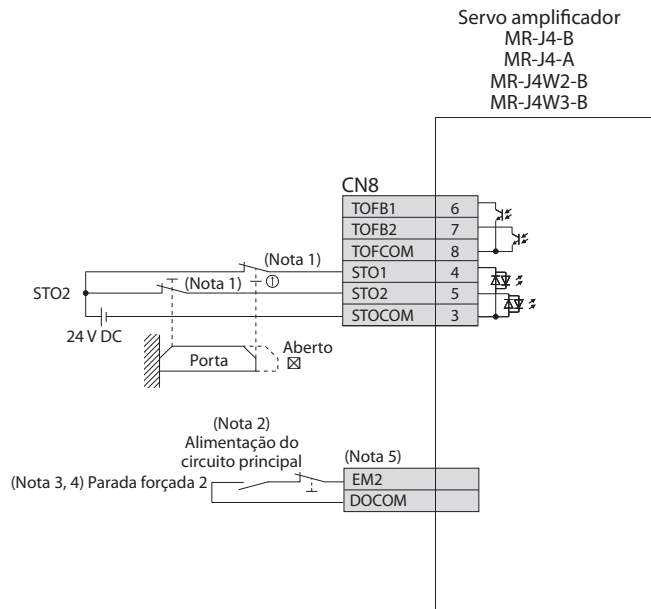 Servo amplificador
MR-J4-B
MR-J4-A
MR-J4W2-B
MR-J4W3-B
CN8
TOFB1 6
TOFB2 7
TOFCOM 8
(Nota 1) STO1 4
STO2 (Nota 1) STO2 5
24 V DC STOCOM 3
Porta Aberto
(Nota 2)
Alimentação do
circuito principal
(Nota 5)
(Nota 3, 4) Parada forçada 2 EM2
DOCOM